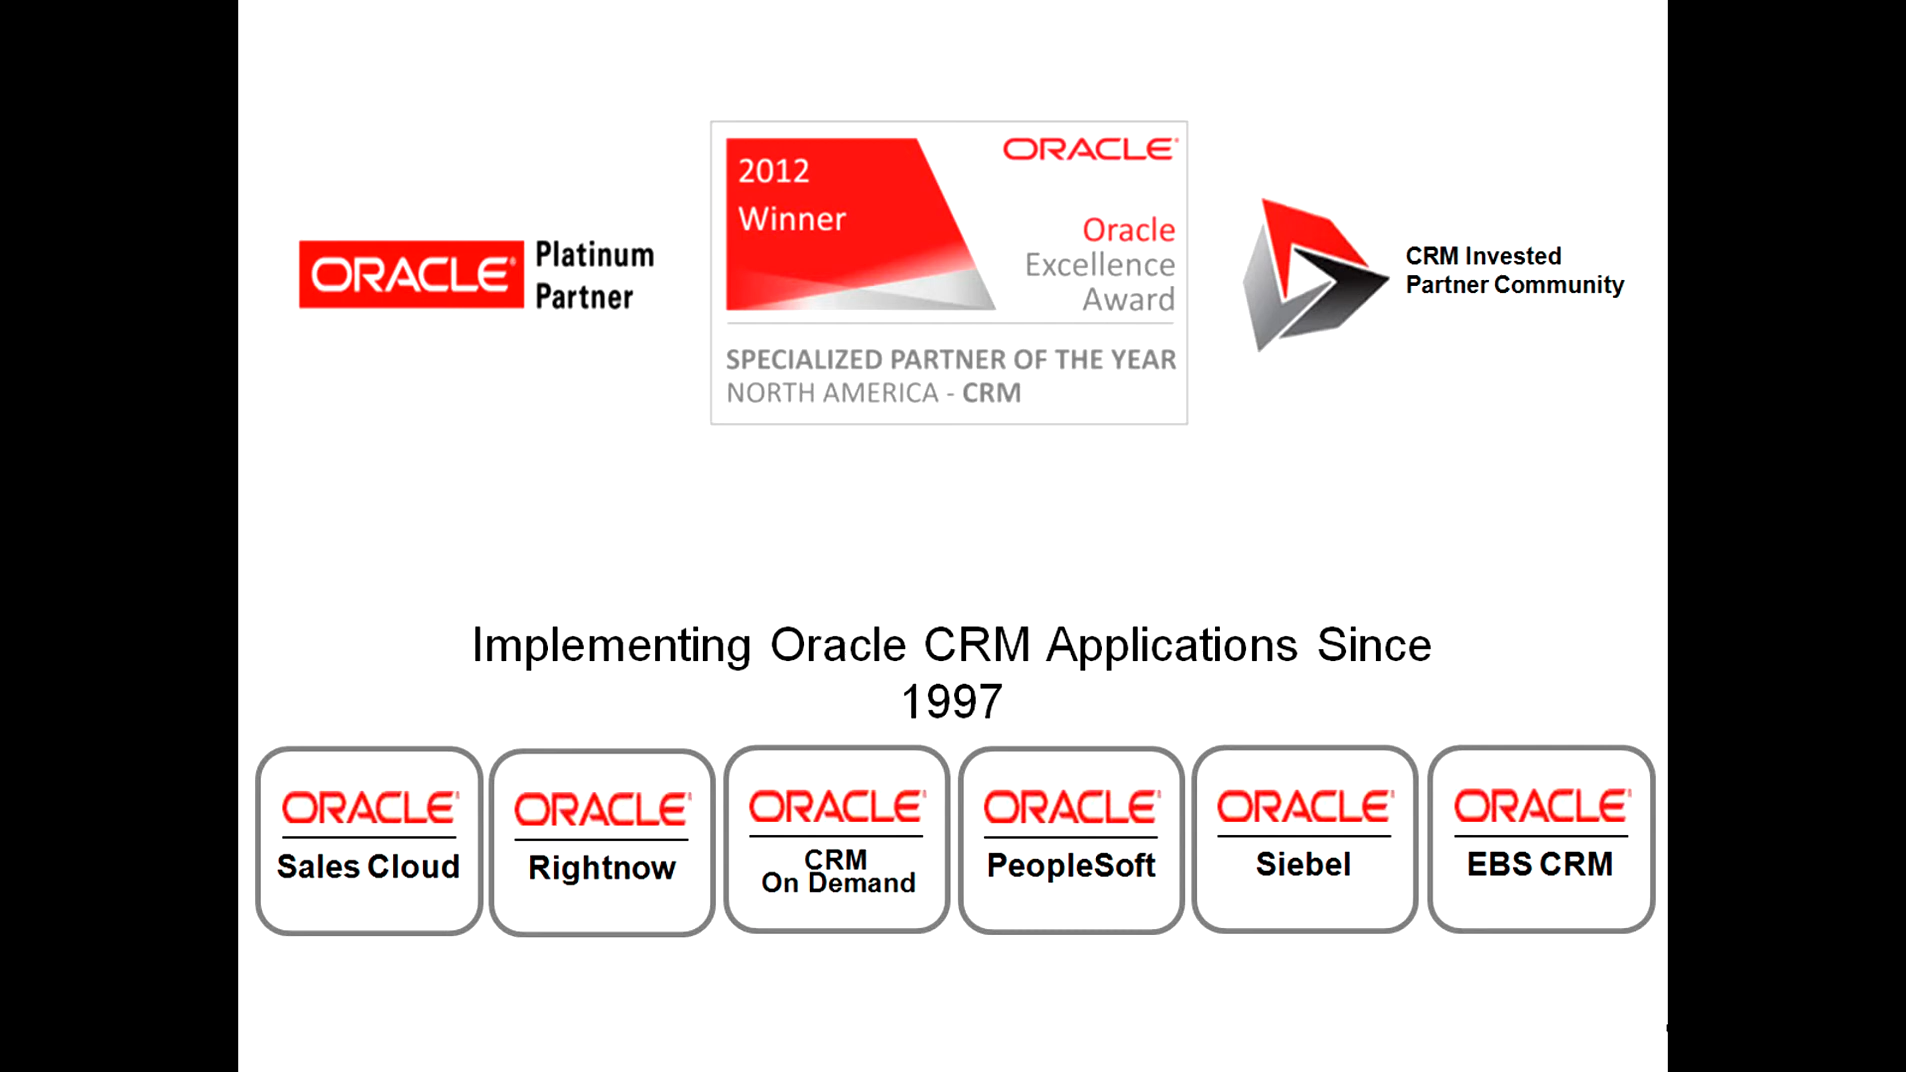 ORACLE
Platinum
Partner
2012
Winner
ORACLE
Oracle
Excellence
Award
SPECIALIZED PARTNER OF THE YEAR
NORTH AMERICA - CRM
CRM Invested
Partner Community
Implementing Oracle CRM Applications Since
1997
ORACLE
Sales Cloud
ORACLE
Rightnow
ORACLE
CRM
On Demand
ORACLE
PeopleSoft
ORACLE
Siebel
ORACLE
EBS CRM